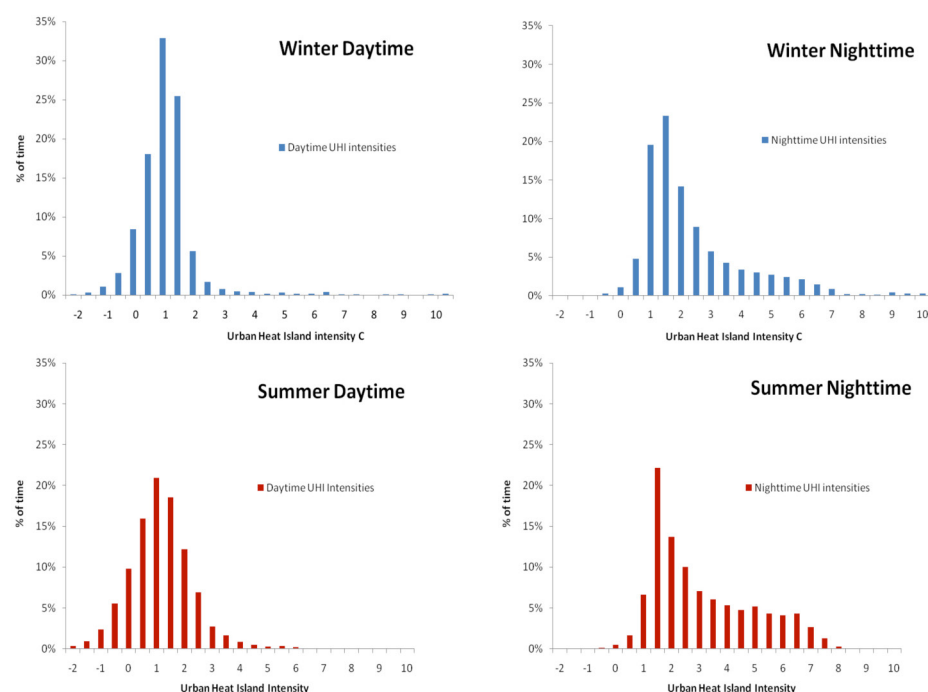 Winter Daytime
35%
30%
25%
20%
15%
10%
5%
0%
% of time
Daytime UHI intensities
-2 -1 0 1 2 3 4 5 6 7 8 9 10
Urban Heat Island intensity C
Winter Nighttime
35%
30%
25%
20%
15%
10%
5%
0%
Nighttime UHI intensities
-2 -1 0 1 2 3 4 5 6 7 8 9 10
Urban Heat Island Intensity C
Summer Daytime
35%
30%
25%
20%
15%
10%
5%
0%
% of time
Daytime UHI Intensities
-2 -1 0 1 2 3 4 5 6 7 8 9 10
Urban Heat Island Intensity
Summer Nighttime
35%
30%
25%
20%
15%
10%
5%
0%
% of time
Nighttime UHI intensities
-2 -1 0 1 2 3 4 5 6 7 8 9 10
Urban Heat Island Intensity